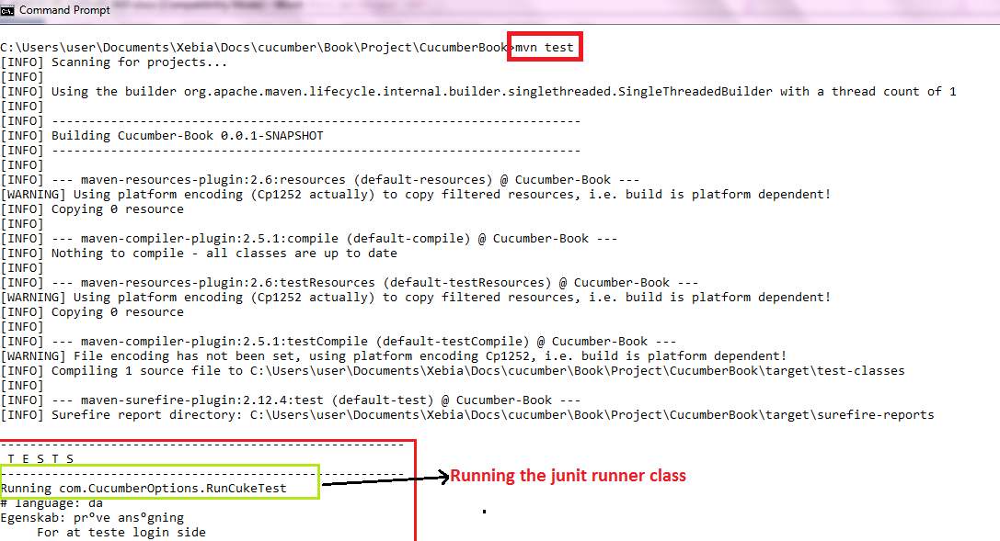 Command Prompt
C:\Users\user\Documents\Xebia\Docs\cucumber\Book\Project\CucumberBook>mvn test
[INFO] Scanning for projects...
[INFO]
[INFO] Using the builder org.apache.maven.lifecycle.internal.builder.singlethreaded.SingleThreadedBuilder with a thread count of 1
[INFO]
[INFO] ------------------------------------------------------------------------
[INFO] Building Cucumber-Book 0.0.1-SNAPSHOT
[INFO] ------------------------------------------------------------------------
[INFO]
[INFO] --- maven-resources-plugin:2.6:resources (default-resources) @ Cucumber-Book ---
[WARNING] Using platform encoding (Cp1252 actually) to copy filtered resources, i.e. build is platform dependent!
[INFO] Copying 0 resource
[INFO]
[INFO] --- maven-compiler-plugin:2.5.1:compile (default-compile) @ Cucumber-Book ---
[INFO] Nothing to compile - all classes are up to date
[INFO]
[INFO] --- maven-resources-plugin:2.6:testResources (default-testResources) @ Cucumber-Book ---
[WARNING] Using platform encoding (Cp1252 actually) to copy filtered resources, i.e. build is platform dependent!
[INFO] Copying 0 resource
[INFO]
[INFO] --- maven-compiler-plugin:2.5.1:testCompile (default-testCompile) @ Cucumber-Book ---
[WARNING] File encoding has not been set, using platform encoding Cp1252, i.e. build is platform dependent!
[INFO] Compiling 1 source file to C:\Users\user\Documents\Xebia\Docs\cucumber\Book\Project\CucumberBook\target\test-classes
[INFO]
[INFO] --- maven-surefire-plugin:2.12.4:test (default-test) @ Cucumber-Book ---
[INFO] Surefire report directory: C:\Users\user\Documents\Xebia\Docs\cucumber\Book\Project\CucumberBook\target\surefire-reports
-------------------------------------------------------
T E S T S
-------------------------------------------------------
Running com.CucumberOptions.RunCukeTest
Running the junit runner class
# language: da
Egenskab: prºve ansºgning
For at teste login side